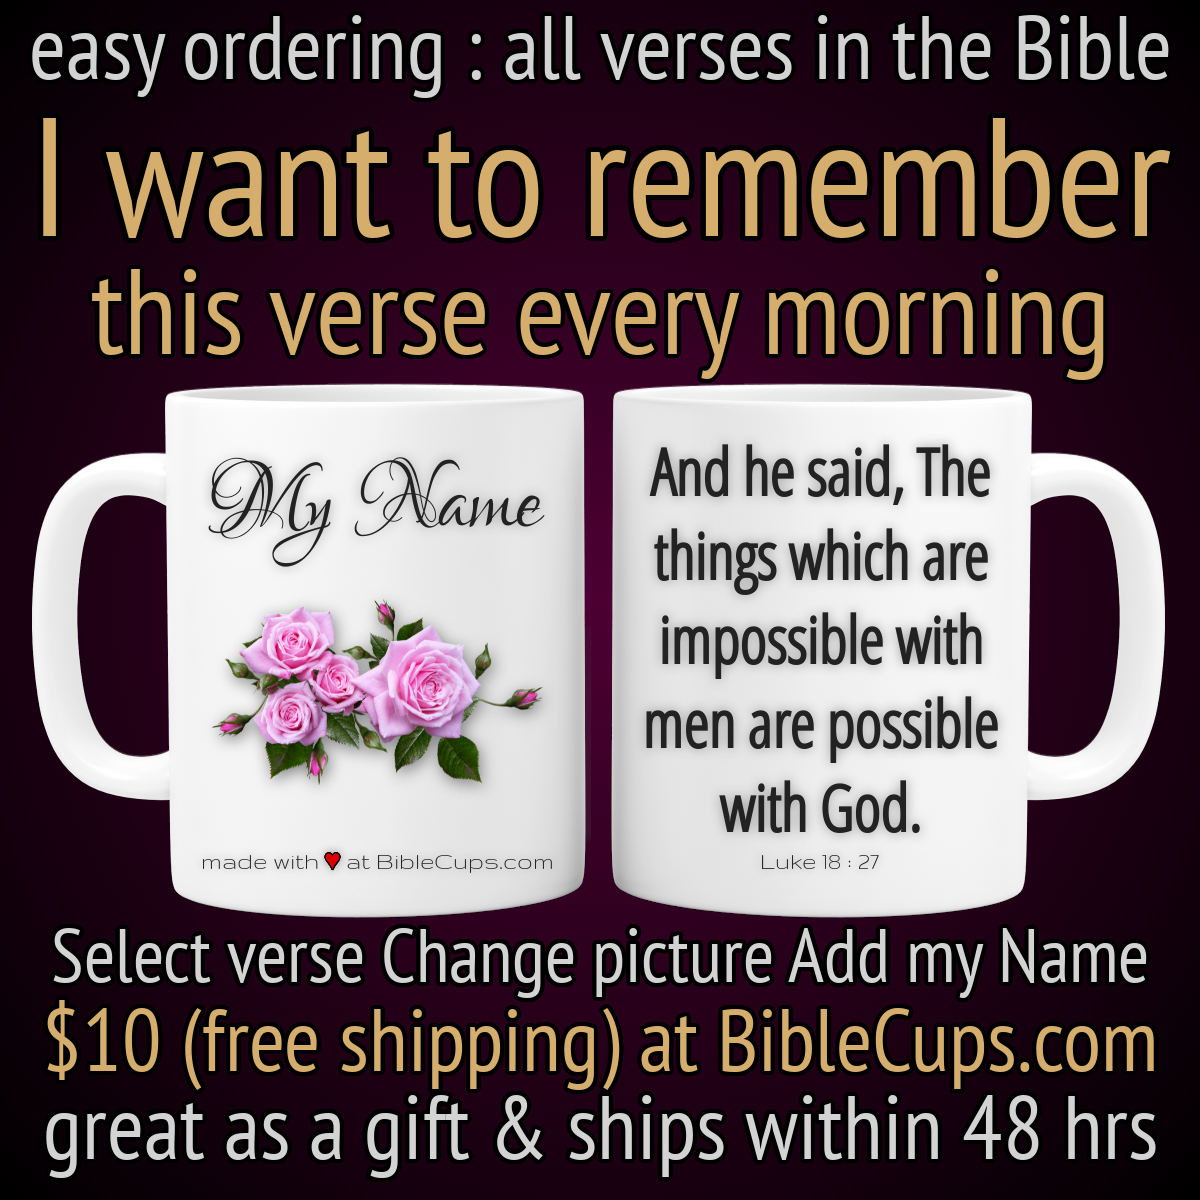 easy ordering : all verses in the Bible
I want to remember
this verse every morning
My Name
made with ♥ at BibleCups.com
And he said, The
things which are
impossible with
men are possible
with God.
Luke 18 : 27
Select verse Change picture Add my Name
$10 (free shipping) at BibleCups.com
great as a gift & ships within 48 hrs